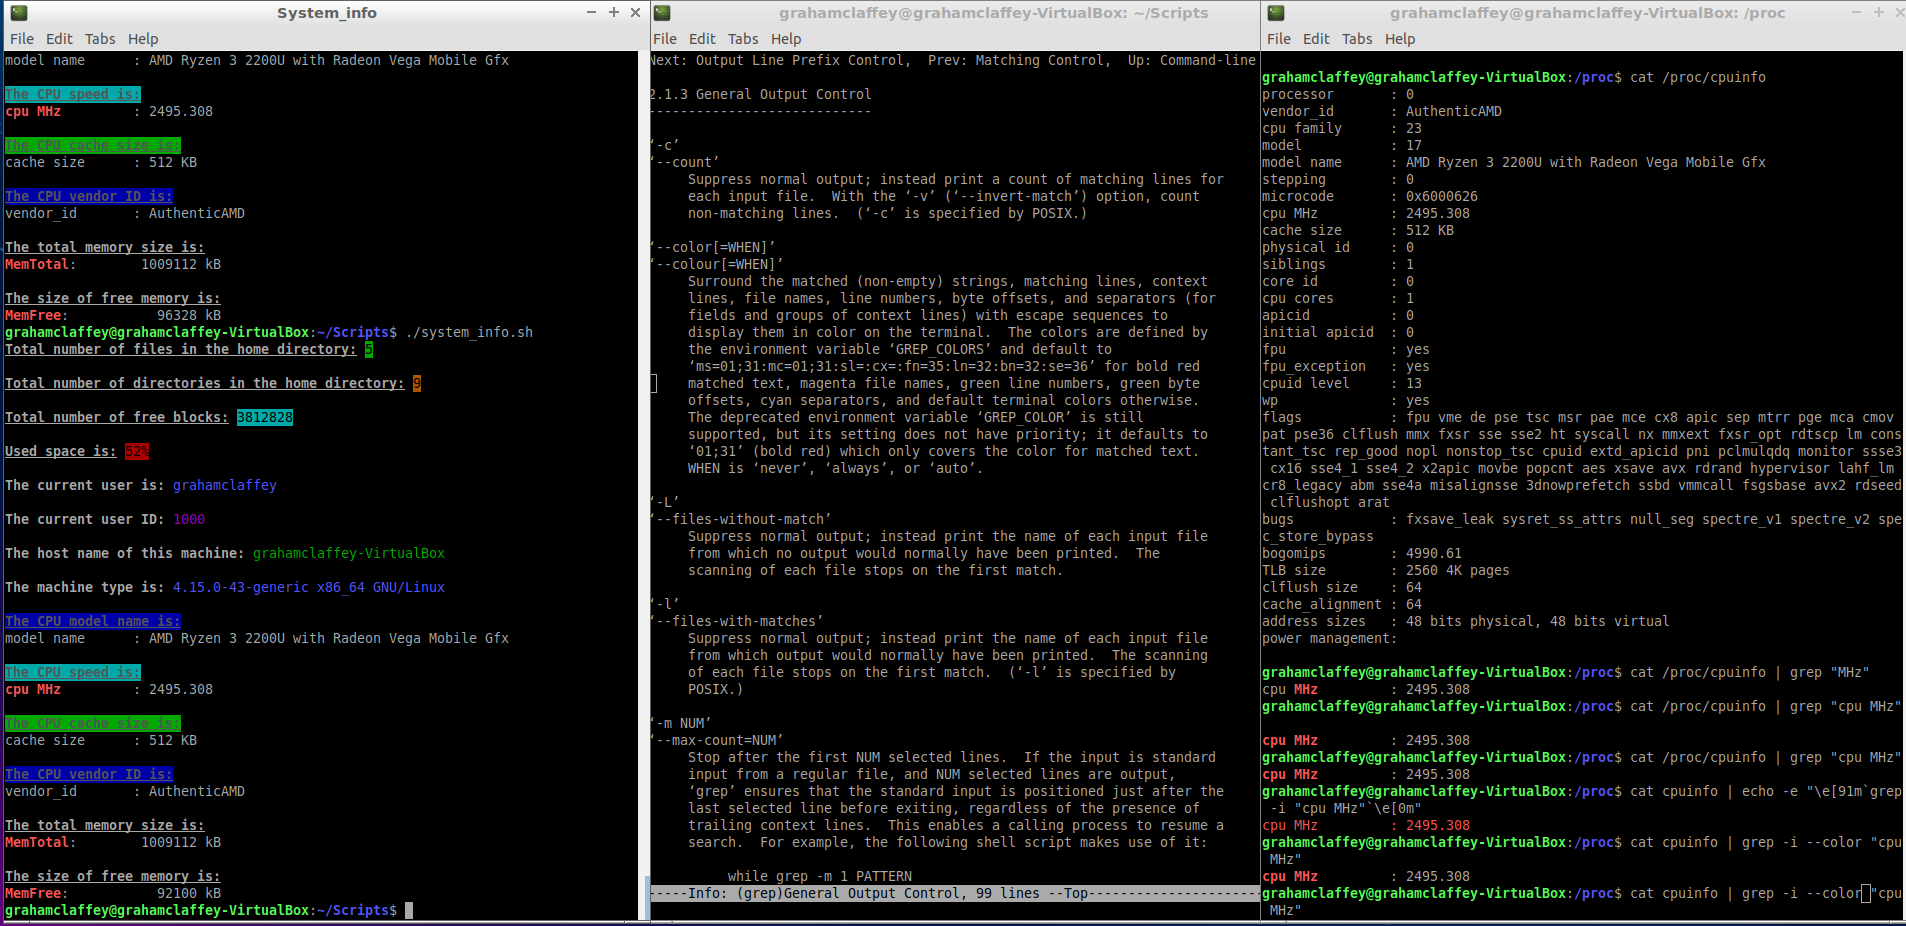 System_info
File Edit Tabs Help
model name : AMD Ryzen 3 2200U with Radeon Vega Mobile Gfx
The CPU speed is:
cpu MHz : 2495.308
The CPU cache size is:
cache size : 512 KB
The CPU vendor ID is:
vendor_id : AuthenticAMD
The total memory size is:
MemTotal: 1009112 kB
The size of free memory is:
MemFree: 96328 kB
grahamclaffey@grahamclaffey-VirtualBox:~/Scripts$ ./system_info.sh
Total number of files in the home directory: 5
Total number of directories in the home directory: 9
Total number of free blocks: 3812828
Used space is: 52%
The current user is: grahamclaffey
The current user ID: 1000
The host name of this machine: grahamclaffey-VirtualBox
The machine type is: 4.15.0-43-generic x86_64 GNU/Linux
The CPU model name is:
model name : AMD Ryzen 3 2200U with Radeon Vega Mobile Gfx
The CPU speed is:
cpu MHz : 2495.308
The CPU cache size is:
cache size : 512 KB
The CPU vendor ID is:
vendor_id : AuthenticAMD
The total memory size is:
MemTotal: 1009112 kB
The size of free memory is:
MemFree: 92100 kB
grahamclaffey@grahamclaffey-VirtualBox:~/Scripts$
grahamclaffey@grahamclaffey-VirtualBox: ~/Scripts
File Edit Tabs Help
Next: Output Line Prefix Control, Prev: Matching Control, Up: Command-line
2.1.3 General Output Control
----------------------------
‘-c’
‘--count’
Suppress normal output; instead print a count of matching lines for
each input file. With the ‘-v’ (‘--invert-match’) option, count
non-matching lines. (‘-c’ is specified by POSIX.)
‘--color[=WHEN]’
‘--colour[=WHEN]’
Surround the matched (non-empty) strings, matching lines, context
lines, file names, line numbers, byte offsets, and separators (for
fields and groups of context lines) with escape sequences to
display them in color on the terminal. The colors are defined by
the environment variable ‘GREP_COLORS’ and default to
‘ms=01;31:mc=01;31:sl=:cx=:fn=35:ln=32:bn=32:se=36’ for bold red
matched text, magenta file names, green line numbers, green byte
offsets, cyan separators, and default terminal colors otherwise.
The deprecated environment variable ‘GREP_COLOR’ is still
supported, but its setting does not have priority; it defaults to
‘01;31’ (bold red) which only covers the color for matched text.
WHEN is ‘never’, ‘always’, or ‘auto’.
‘-L’
‘--files-without-match’
Suppress normal output; instead print the name of each input file
from which no output would normally have been printed. The
scanning of each file stops on the first match.
‘-l’
‘--files-with-matches’
Suppress normal output; instead print the name of each input file
from which output would normally have been printed. The scanning
of each file stops on the first match. (‘-l’ is specified by
POSIX.)
‘-m NUM’
‘--max-count=NUM’
Stop after the first NUM selected lines. If the input is standard
input from a regular file, and NUM selected lines are output,
‘grep’ ensures that the standard input is positioned just after the
last selected line before exiting, regardless of the presence of
trailing context lines. This enables a calling process to resume a
search. For example, the following shell script makes use of it:
while grep -m 1 PATTERN
-----Info: (grep)General Output Control, 99 lines --Top----------------------
grahamclaffey@grahamclaffey-VirtualBox: /proc
File Edit Tabs Help
grahamclaffey@grahamclaffey-VirtualBox:/proc$ cat /proc/cpuinfo
processor : 0
vendor_id : AuthenticAMD
cpu family : 23
model : 17
model name : AMD Ryzen 3 2200U with Radeon Vega Mobile Gfx
stepping : 0
microcode : 0x6000626
cpu MHz : 2495.308
cache size : 512 KB
physical id : 0
siblings : 1
core id : 0
cpu cores : 1
apicid : 0
initial apicid : 0
fpu : yes
fpu_exception : yes
cpuid level : 13
wp : yes
flags : fpu vme de pse tsc msr pae mce cx8 apic sep mtrr pge mca cmov
pat pse36 clflush mmx fxsr sse sse2 ht syscall nx mmxext fxsr_opt rdtscp lm cons
tant_tsc rep_good nopl nonstop_tsc cpuid extd_apicid pni pclmulqdq monitor ssse3
cx16 sse4_1 sse4_2 x2apic movbe popcnt aes xsave avx rdrand hypervisor lahf_lm
cr8_legacy abm sse4a misalignsse 3dnowprefetch ssbd vmmcall fsgsbase avx2 rdseed
clflushopt arat
bugs : fxsave_leak sysret_ss_attrs null_seg spectre_v1 spectre_v2 spe
c_store_bypass
bogomips : 4990.61
TLB size : 2560 4K pages
clflush size : 64
cache_alignment : 64
address sizes : 48 bits physical, 48 bits virtual
power management:
grahamclaffey@grahamclaffey-VirtualBox:/proc$ cat /proc/cpuinfo | grep "MHz"
cpu MHz : 2495.308
grahamclaffey@grahamclaffey-VirtualBox:/proc$ cat /proc/cpuinfo | grep "cpu MHz"
cpu MHz : 2495.308
grahamclaffey@grahamclaffey-VirtualBox:/proc$ cat /proc/cpuinfo | grep "cpu MHz"
cpu MHz : 2495.308
grahamclaffey@grahamclaffey-VirtualBox:/proc$ cat cpuinfo | echo -e "\e[91m`grep
-i "cpu MHz"`\e[0m"
cpu MHz : 2495.308
grahamclaffey@grahamclaffey-VirtualBox:/proc$ cat cpuinfo | grep -i --color "cpu
MHz"
cpu MHz : 2495.308
grahamclaffey@grahamclaffey-VirtualBox:/proc$ cat cpuinfo | grep -i --color "cpu
MHz"